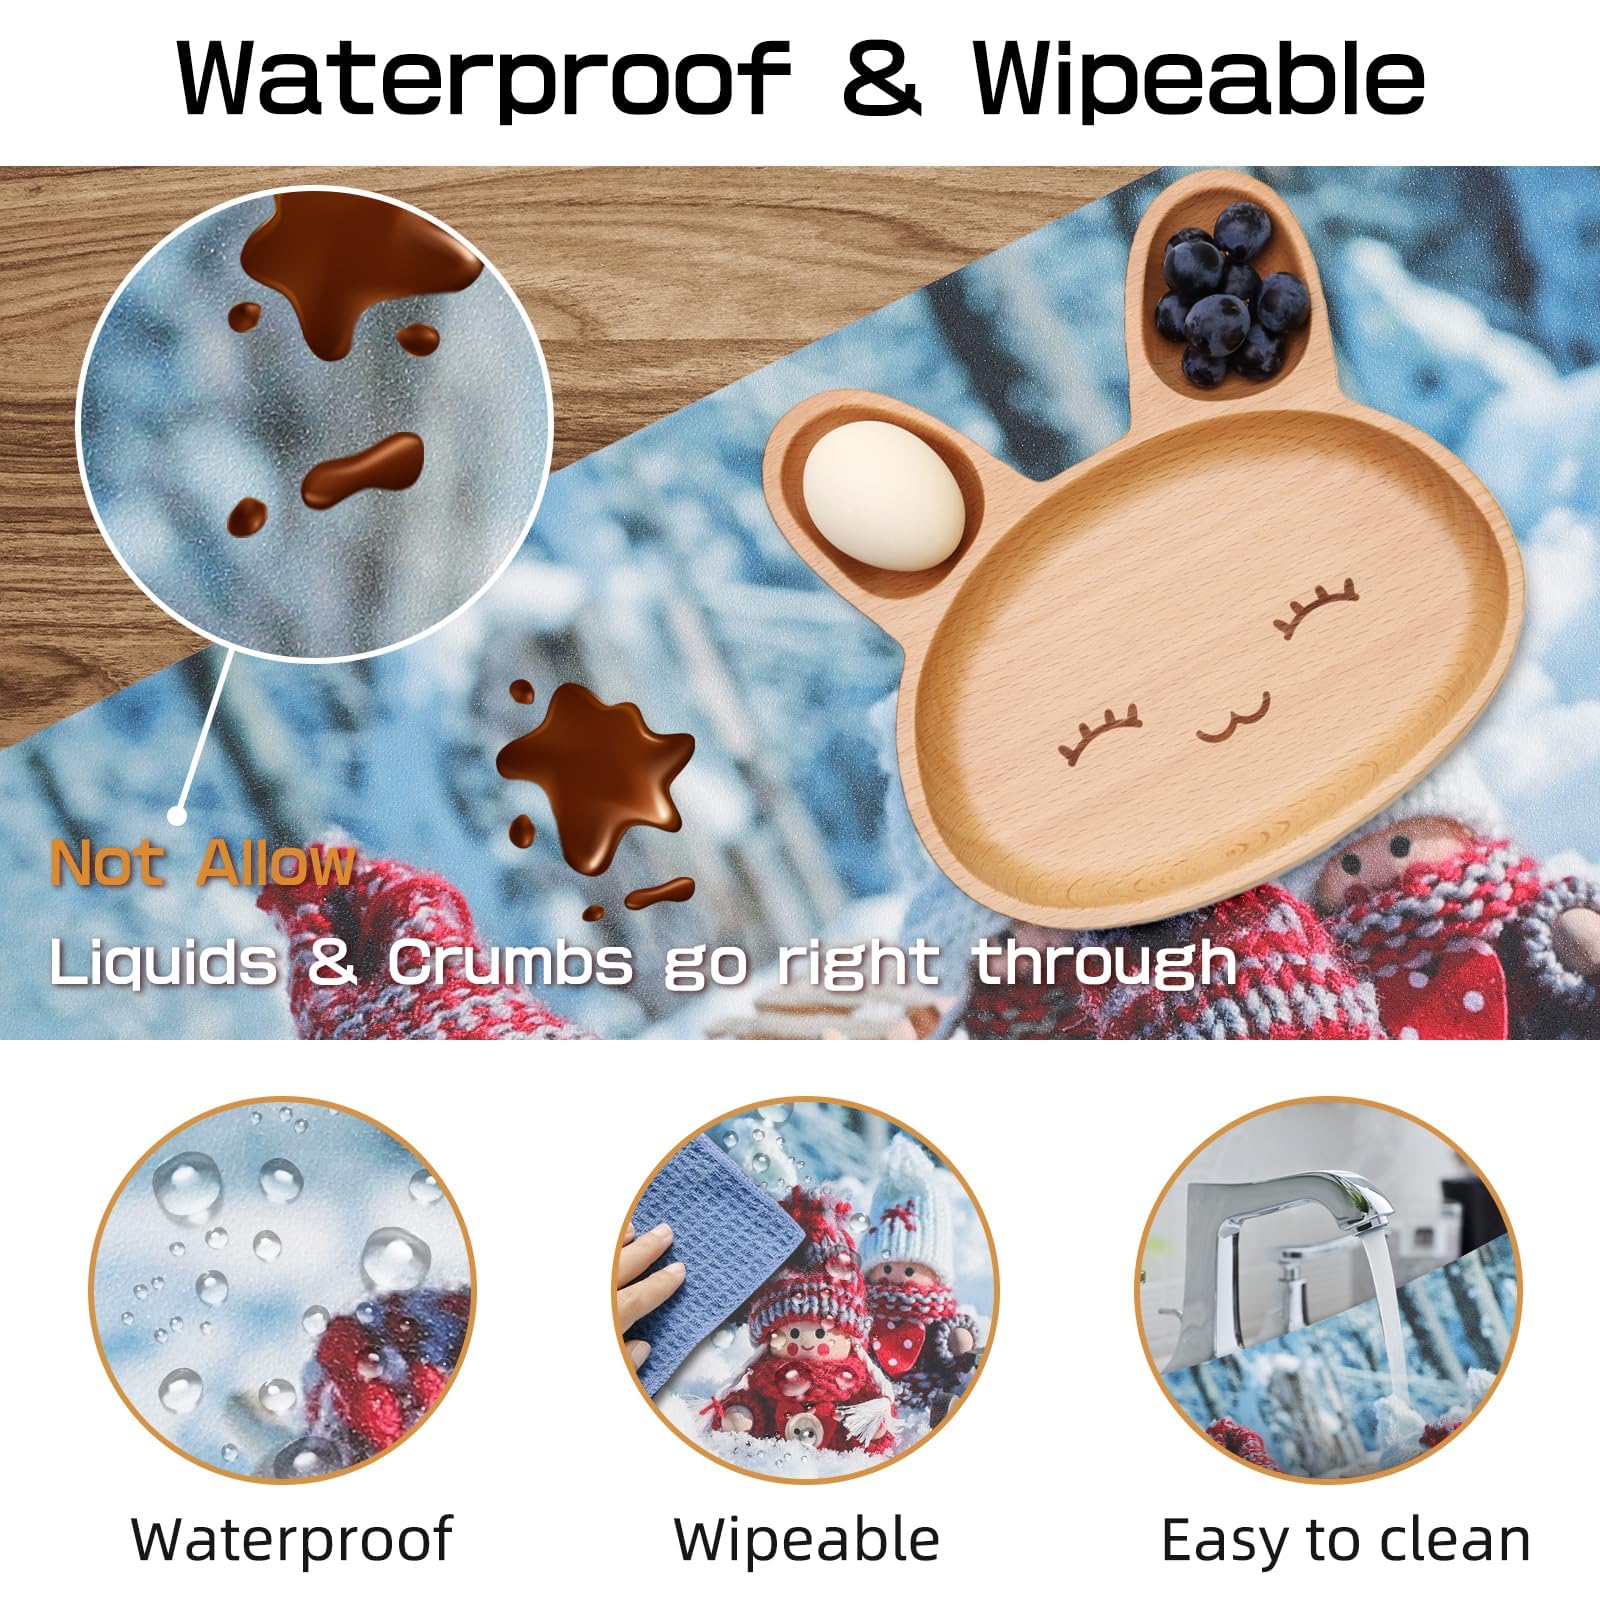 Waterproof & Wipeable
Not Allow
Liquids & Crumbs go right through
Waterproof
Wipeable
Easy to clean